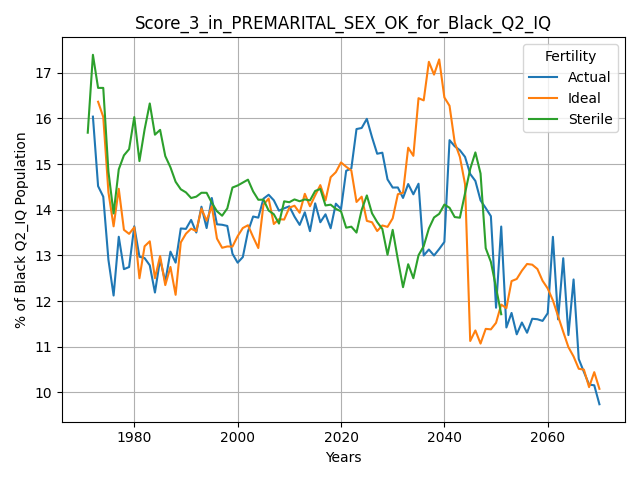 Score_3_in_PREMARITAL_SEX_OK_for_Black_Q2_IQ
Fertility
Actual
Ideal
Sterile
% of Black Q2_IQ Population
17
16
15
14
13
12
11
10
1980
2000
2020
2040
2060
Years